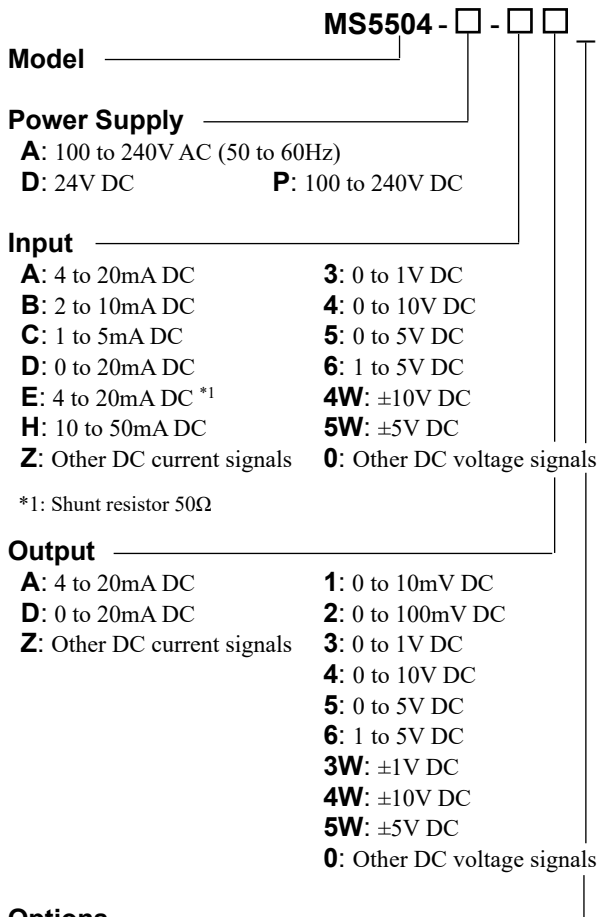 MS5504 - □ - □ □
Model
Power Supply
A: 100 to 240V AC (50 to 60Hz)
D: 24V DC P: 100 to 240V DC
Input
A: 4 to 20mA DC 3: 0 to 1V DC
B: 2 to 10mA DC 4: 0 to 10V DC
C: 1 to 5mA DC 5: 0 to 5V DC
D: 0 to 20mA DC 6: 1 to 5V DC
E: 4 to 20mA DC *1 4W: ±10V DC
H: 10 to 50mA DC 5W: ±5V DC
Z: Other DC current signals 0: Other DC voltage signals
*1: Shunt resistor 50Ω
Output
A: 4 to 20mA DC 1: 0 to 10mV DC
D: 0 to 20mA DC 2: 0 to 100mV DC
Z: Other DC current signals 3: 0 to 1V DC
4: 0 to 10V DC
5: 0 to 5V DC
6: 1 to 5V DC
3W: ±1V DC
4W: ±10V DC
5W: ±5V DC
0: Other DC voltage signals
Options